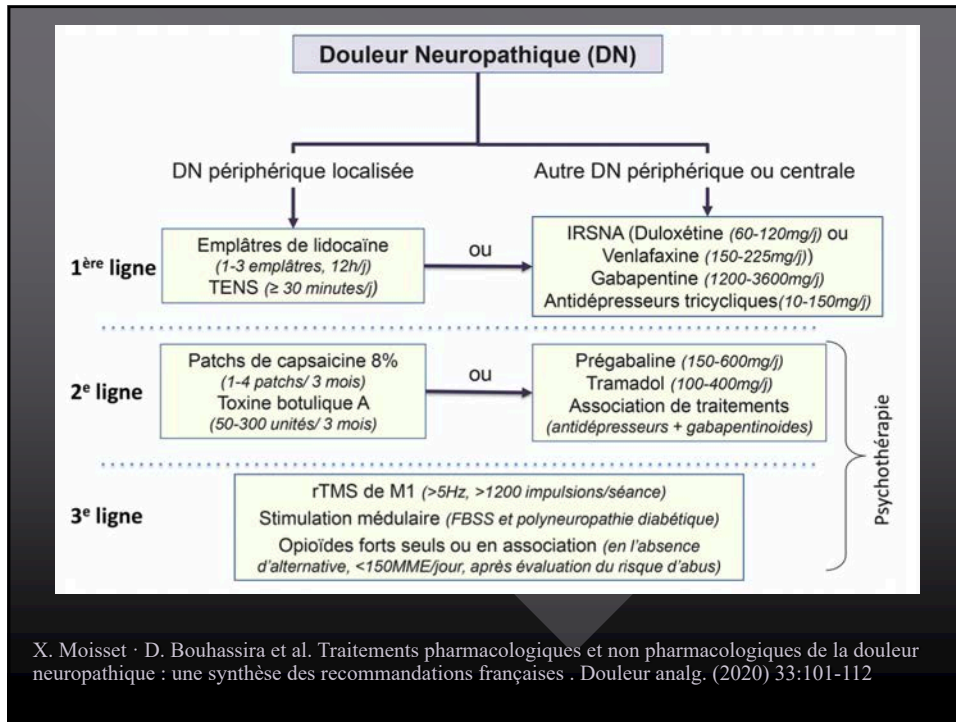 Douleur Neuropathique (DN)
DN périphérique localisée
Autre DN périphérique ou centrale
1ère ligne
Emplâtres de lidocaïne
(1-3 emplâtres, 12h/j)
TENS (≥ 30 minutes/j)
ou
IRSNA (Duloxétine (60-120mg/j) ou
Venlafaxine (150-225mg/j))
Gabapentine (1200-3600mg/j)
Antidépresseurs tricycliques(10-150mg/j)
2e ligne
Patchs de capsaicine 8%
(1-4 patchs/ 3 mois)
Toxine botulique A
(50-300 unités/ 3 mois)
ou
Prégabaline (150-600mg/j)
Tramadol (100-400mg/j)
Association de traitements
(antidépresseurs + gabapentinoides)
3e ligne
rTMS de M1 (>5Hz, >1200 impulsions/séance)
Stimulation médulaire (FBSS et polyneuropathie diabétique)
Opioïdes forts seuls ou en association (en l'absence
d'alternative, <150MME/jour, après évaluation du risque d'abus)
Psychothérapie
X. Moisset · D. Bouhassira et al. Traitements pharmacologiques et non pharmacologiques de la douleur
neuropathique : une synthèse des recommandations françaises . Douleur analg. (2020) 33:101-112